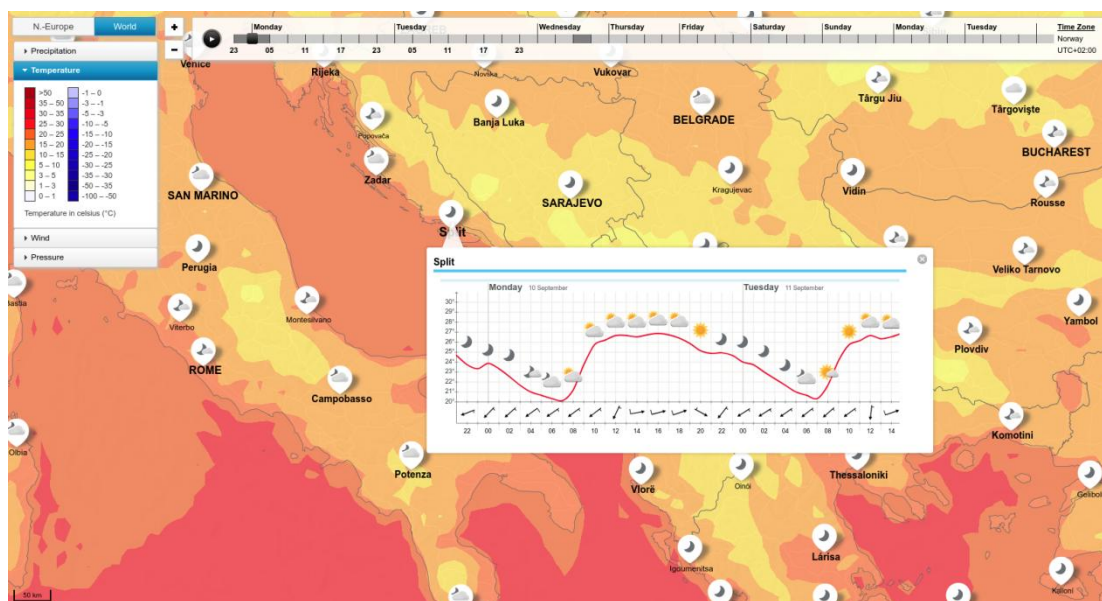 N.-Europe World
Precipitation
Temperature
>50 -1 – 0
35 – 50 -3 – -1
30 – 35 -5 – -3
25 – 30 -10 – -5
20 – 25 -15 – -10
15 – 20 -20 – -15
10 – 15 -25 – -20
5 – 10 -30 – -25
3 – 5 -35 – -30
1 – 3 -50 – -35
0 – 1 -100 – -50
Temperature in celsius (°C)
Wind
Pressure
+
−
Monday Tuesday Wednesday Thursday Friday Saturday Sunday Monday Tuesday
23 05 11 17 23 05 11 17 23
Time Zone
Norway
UTC+02:00
Venice
Rijeka
Novska
Vukovar
Târgu Jiu
Târgoviște
Popovača
Banja Luka
BELGRADE
BUCHAREST
Zadar
SAN MARINO
SARAJEVO
Kragujevac
Vidin
Rousse
Split
Perugia
Veliko Tarnovo
Bastia
Viterbo
Montesilvano
Yambol
ROME
Plovdiv
Campobasso
Komotini
Olbia
Potenza
Vlorë
Thessaloniki
Lárisa
Igoumenitsa
Kaloni
Split
Monday 10 September Tuesday 11 September
30°
29°
28°
27°
26°
25°
24°
23°
22°
21°
20°
22 00 02 04 06 08 10 12 14 16 18 20 22 00 02 04 06 08 10 12 14
50 km